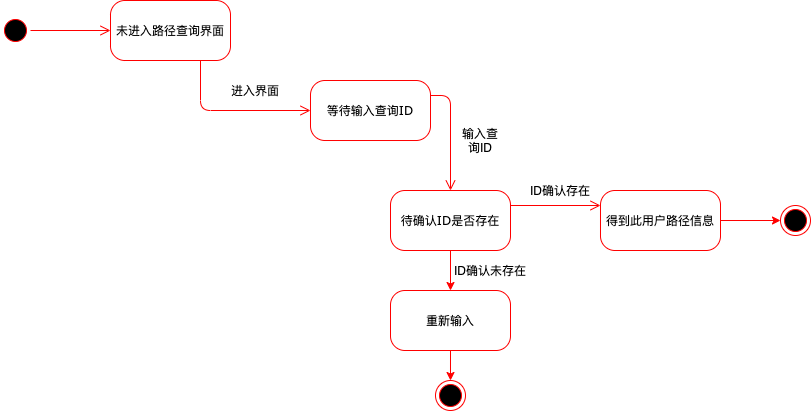 未进入路径查询界面
进入界面
等待输入查询ID
输入查
询ID
ID确认存在
待确认ID是否存在
得到此用户路径信息
ID确认未存在
重新输入